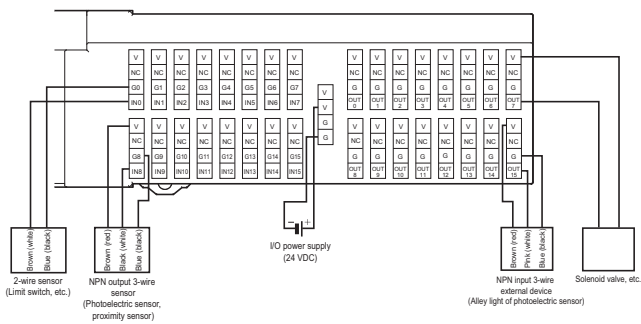 V V V V V V V V V V V V V V V V
NC NC NC NC NC NC NC NC NC NC NC NC NC NC NC NC
G0 G1 G2 G3 G4 G5 G6 G7 G G G G G G G G
IN0 IN1 IN2 IN3 IN4 IN5 IN6 IN7 OUT 0 OUT 1 OUT 2 OUT 3 OUT 4 OUT 5 OUT 6 OUT 7
V
V
G
G
V V V V V V V V V V V V V V V V
NC NC NC NC NC NC NC NC NC NC NC NC NC NC NC NC
G8 G9 G10 G11 G12 G13 G14 G15 G G G G G G G G
IN8 IN9 IN10 IN11 IN12 IN13 IN14 IN15 OUT 8 OUT 9 OUT 10 OUT 11 OUT 12 OUT 13 OUT 14 OUT 15
Brown (white)
Blue (black)
2-wire sensor
(Limit switch, etc.)
Brown (red)
Black (white)
Blue (black)
NPN output 3-wire
sensor
(Photoelectric sensor,
proximity sensor)
- +
I/O power supply
(24 VDC)
Brown (red)
Pink (white)
Blue (black)
NPN input 3-wire
external device
(Alley light of photoelectric sensor)
Solenoid valve, etc.